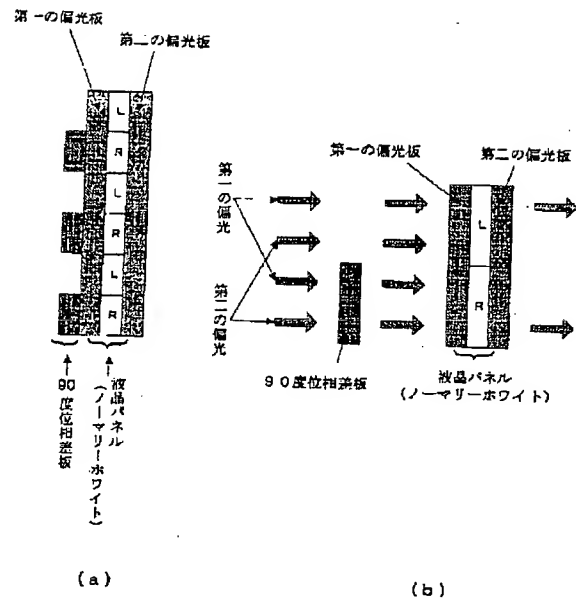 第一の偏光板
第二の偏光板
L
R
L
R
L
R
90度位相差板
液晶パネル
(ノーマリーホワイト)
(a)
第一の偏光板
第二の偏光板
第一の偏光
第二の偏光
L
R
90度位相差板
液晶パネル
(ノーマリーホワイト)
(b)